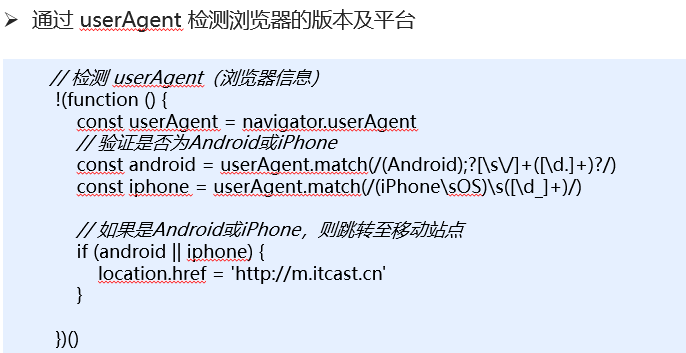 ➢ 通过 userAgent 检测浏览器的版本及平台
// 检测 userAgent（浏览器信息）
!(function () {
const userAgent = navigator.userAgent
// 验证是否为Android或iPhone
const android = userAgent.match(/(Android);?[\s\/]+([\d.]+)?/)
const iphone = userAgent.match(/(iPhone\sOS)\s([\d_]+)/)
// 如果是Android或iPhone，则跳转至移动站点
if (android || iphone) {
location.href = 'http://m.itcast.cn'
}
})()